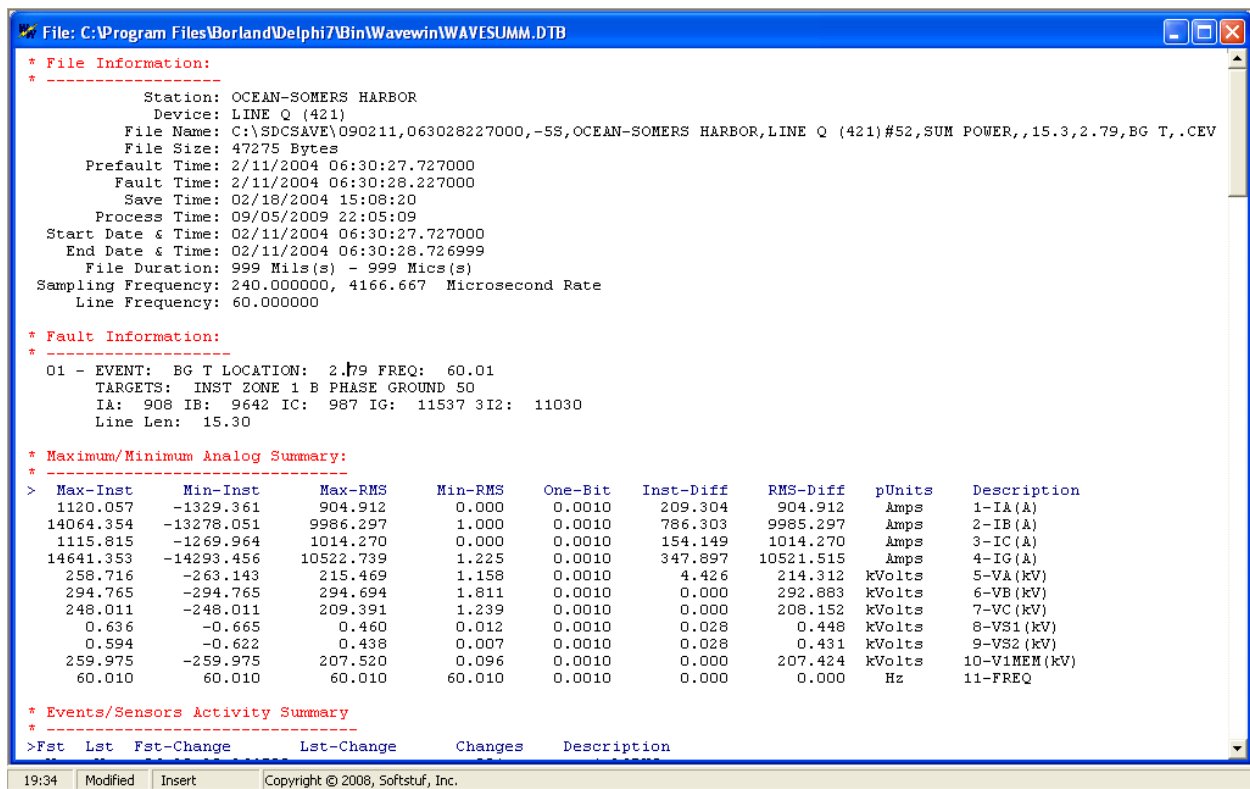 File: C:\Program Files\Borland\Delphi7\Bin\Wavewin\WAVESUMM.DTB
* File Information:
* ------------------
Station: OCEAN-SOMERS HARBOR
Device: LINE Q (421)
File Name: C:\SDCSAVE\090211,063028227000,-5S,OCEAN-SOMERS HARBOR,LINE Q (421)#52,SUM POWER,,15.3,2.79,BG T,.CEV
File Size: 47275 Bytes
Prefault Time: 2/11/2004 06:30:27.727000
Fault Time: 2/11/2004 06:30:28.227000
Save Time: 02/18/2004 15:08:20
Process Time: 09/05/2009 22:05:09
Start Date & Time: 02/11/2004 06:30:27.727000
End Date & Time: 02/11/2004 06:30:28.726999
File Duration: 999 Mils(s) - 999 Mics(s)
Sampling Frequency: 240.000000, 4166.667 Microsecond Rate
Line Frequency: 60.000000
* Fault Information:
* -------------------
01 - EVENT: BG T LOCATION: 2.79 FREQ: 60.01
TARGETS: INST ZONE 1 B PHASE GROUND 50
IA: 908 IB: 9642 IC: 987 IG: 11537 3I2: 11030
Line Len: 15.30
* Maximum/Minimum Analog Summary:
* -------------------------------
> Max-Inst Min-Inst Max-RMS Min-RMS One-Bit Inst-Diff RMS-Diff pUnits Description
1120.057 -1329.361 904.912 0.000 0.0010 209.304 904.912 Amps 1-IA(A)
14064.354 -13278.051 9986.297 1.000 0.0010 786.303 9985.297 Amps 2-IB(A)
1115.815 -1269.964 1014.270 0.000 0.0010 154.149 1014.270 Amps 3-IC(A)
14641.353 -14293.456 10522.739 1.225 0.0010 347.897 10521.515 Amps 4-IG(A)
258.716 -263.143 215.469 1.158 0.0010 4.426 214.312 kVolts 5-VA(kV)
294.765 -294.765 294.694 1.811 0.0010 0.000 292.883 kVolts 6-VB(kV)
248.011 -248.011 209.391 1.239 0.0010 0.000 208.152 kVolts 7-VC(kV)
0.636 -0.665 0.460 0.012 0.0010 0.028 0.448 kVolts 8-VS1(kV)
0.594 -0.622 0.438 0.007 0.0010 0.028 0.431 kVolts 9-VS2(kV)
259.975 -259.975 207.520 0.096 0.0010 0.000 207.424 kVolts 10-V1MEM(kV)
60.010 60.010 60.010 60.010 0.0010 0.000 0.000 Hz 11-FREQ
* Events/Sensors Activity Summary
* --------------------------------
>Fst Lst Fst-Change Lst-Change Changes Description
19:34 Modified Insert Copyright © 2008, Softstuf, Inc.